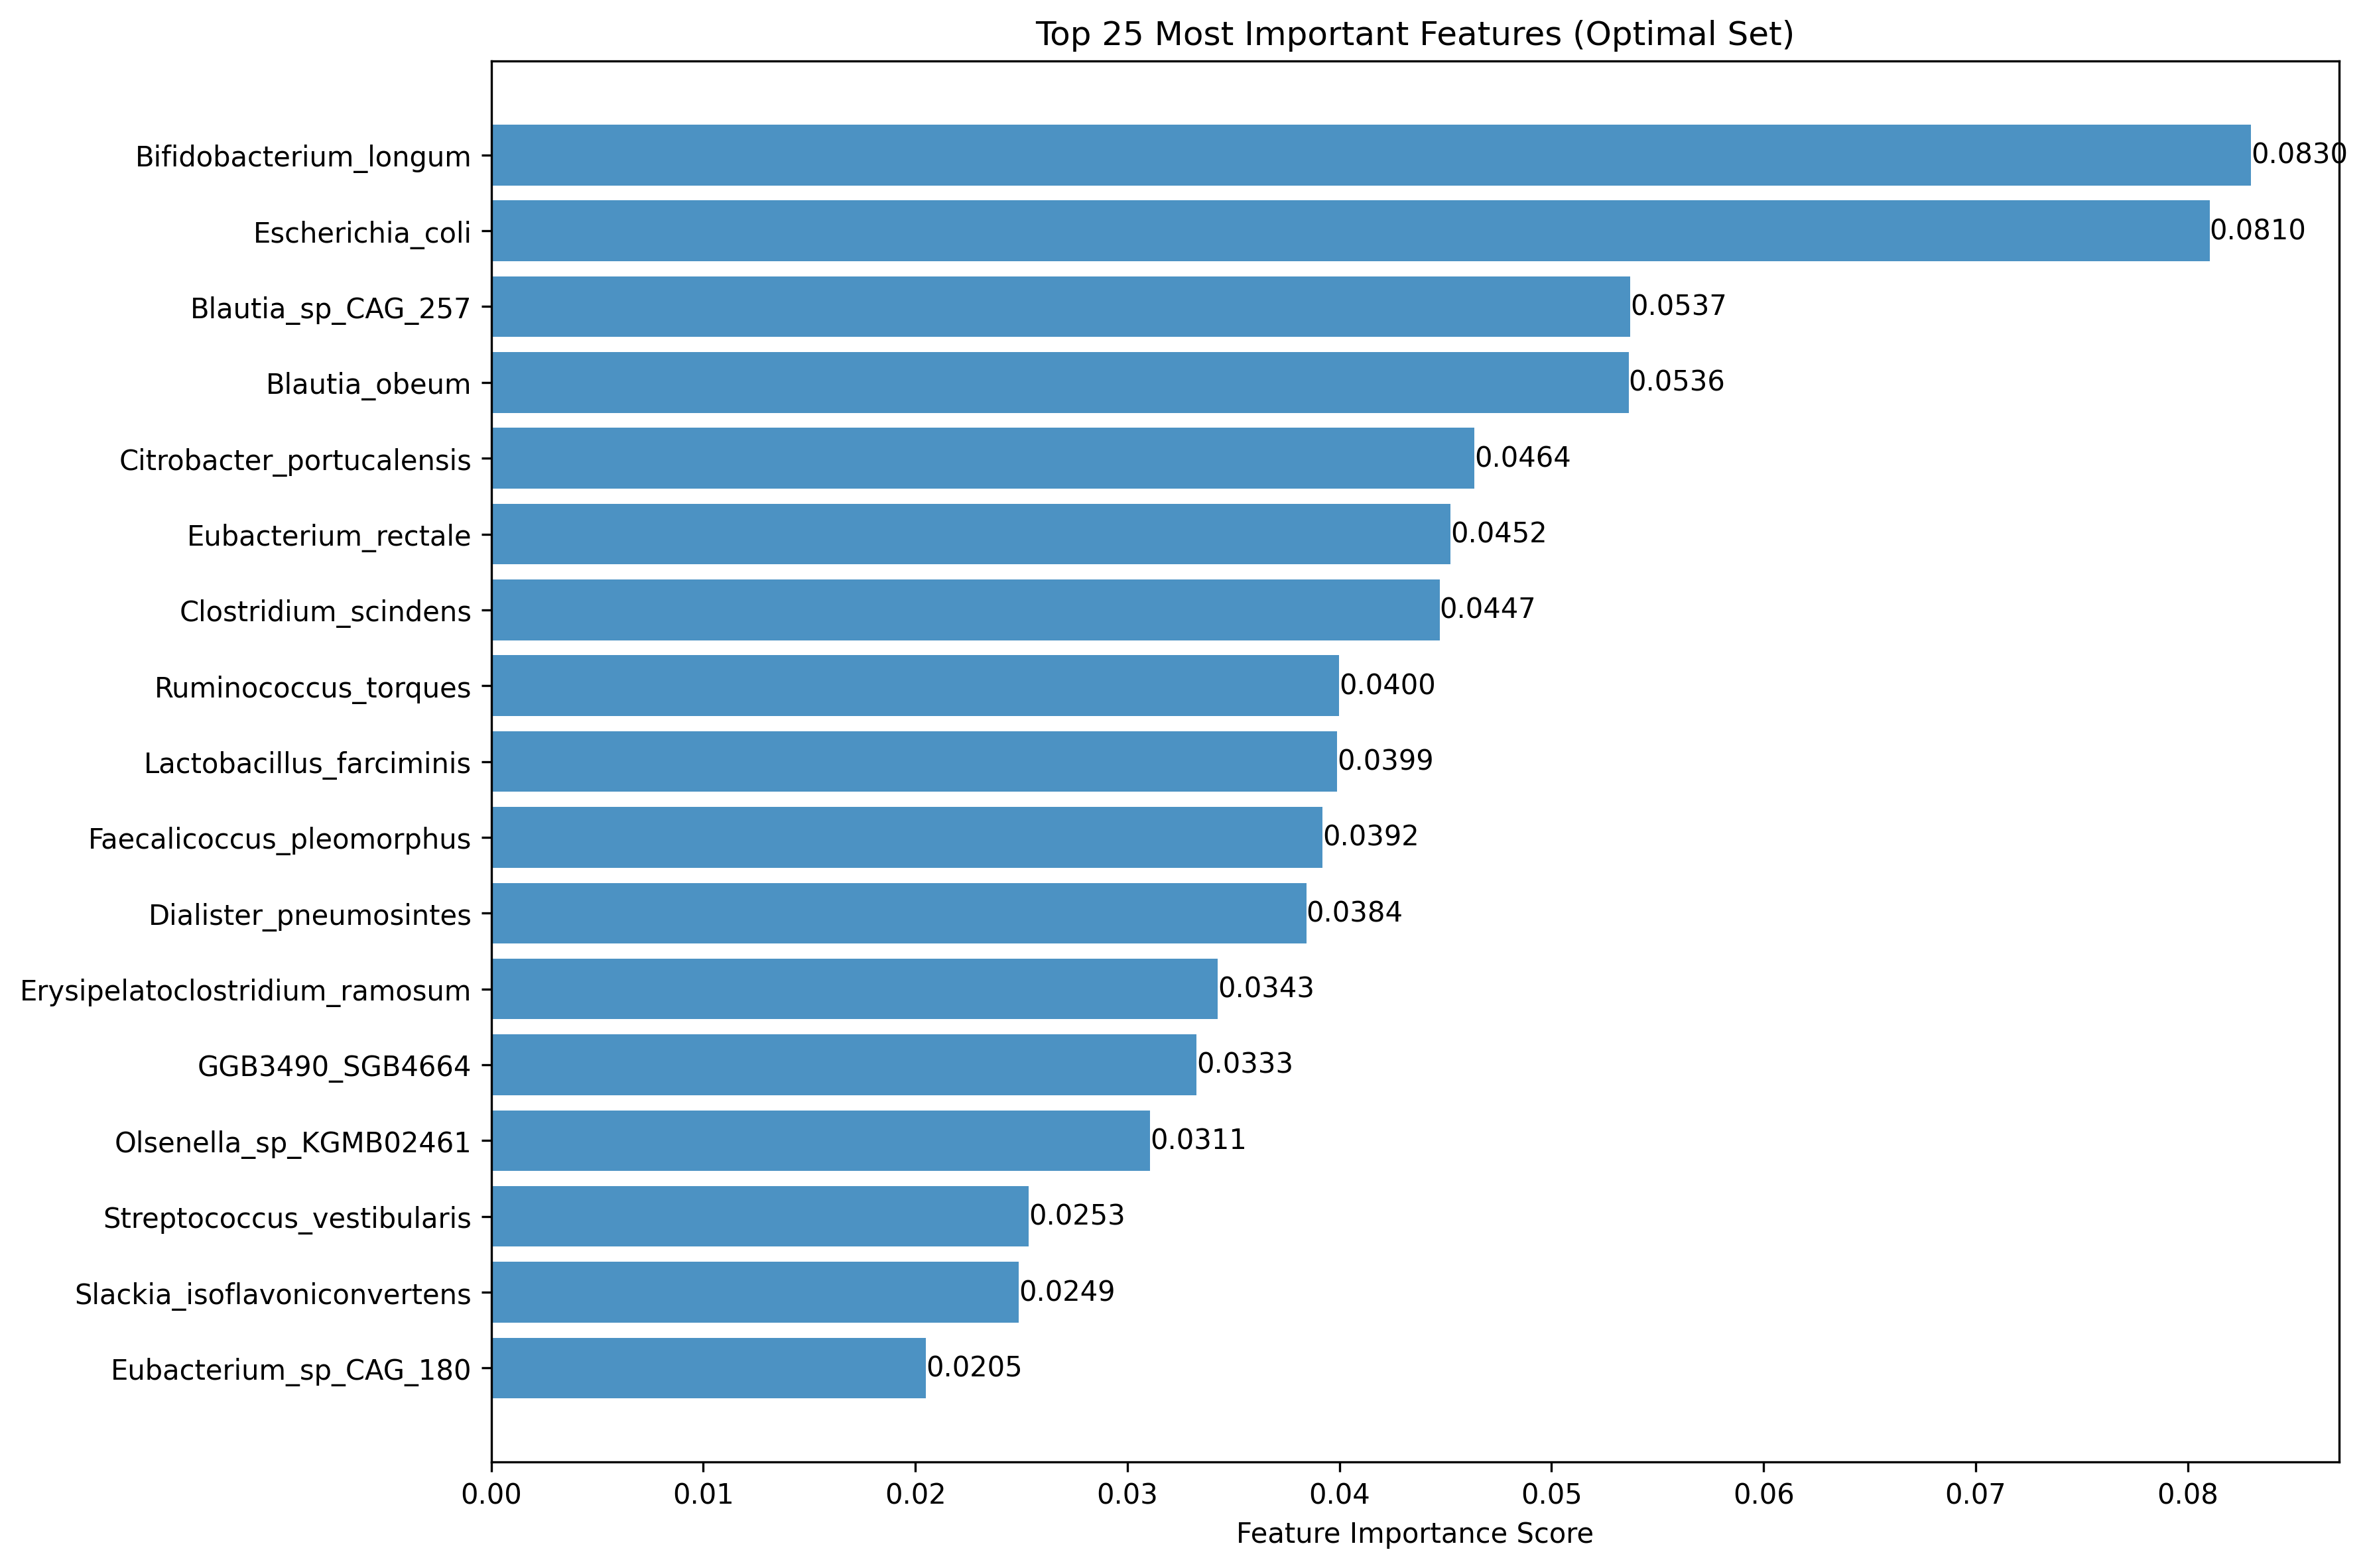 Top 25 Most Important Features (Optimal Set)
Bifidobacterium_longum 0.0830
Escherichia_coli 0.0810
Blautia_sp_CAG_257 0.0537
Blautia_obeum 0.0536
Citrobacter_portucalensis 0.0464
Eubacterium_rectale 0.0452
Clostridium_scindens 0.0447
Ruminococcus_torques 0.0400
Lactobacillus_farciminis 0.0399
Faecalicoccus_pleomorphus 0.0392
Dialister_pneumosintes 0.0384
Erysipelatoclostridium_ramosum 0.0343
GGB3490_SGB4664 0.0333
Olsenella_sp_KGMB02461 0.0311
Streptococcus_vestibularis 0.0253
Slackia_isoflavoniconvertens 0.0249
Eubacterium_sp_CAG_180 0.0205
0.00 0.01 0.02 0.03 0.04 0.05 0.06 0.07 0.08
Feature Importance Score